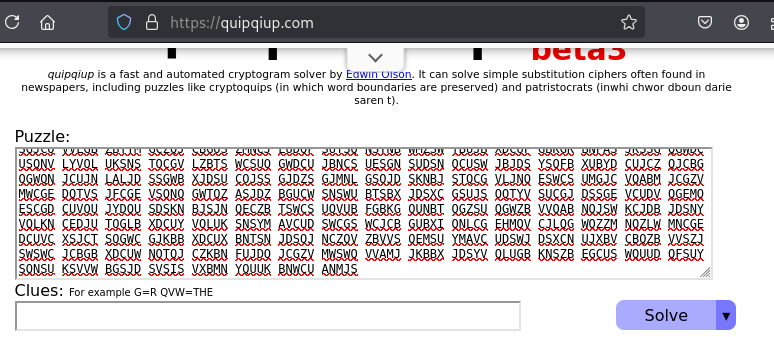 https://quipqiup.com
beta3
quipqiup is a fast and automated cryptogram solver by Edwin Olson. It can solve simple substitution ciphers often found in
newspapers, including puzzles like cryptoquips (in which word boundaries are preserved) and patristocrats (inwhi chwor dboun darie
saren t).
Puzzle:
USQNV LYVQL UKSNS TQCGV LZBTS WCSUQ GWDCU JBNCS UESGN SUDSN QCUSW JBJDS YSQFB XUBYD CUJCZ QJCBG
QGWQN JCUJN LALJD SSGWB XJDSU CQJSS GJDZS GJMNL GSQJD SKNBJ STQCG VLJNQ ESWCS UMGJC VQABM JCGZV
MWCGE DQTVS JFCGE VSQNQ GWTQZ ASJDZ BGUCW SNSWU BTSBX JDSXC GSUJS QQTYV SUCGJ DSSGE VCUDV QGEMQ
ESCGD CUVQU JYDQU SDSKN BJSJN QECZB TSWCS UQVUB FGBKG QUNBT QGZSU QGWZB VVQAB NQJSW KCJDB JDSNY
VQLKN CEDJU TQGLB XDCUY VQLUK SNSYM AVCUD SWCGS WCJCB GUBXI QNLCG EHMQV CJLQG WQZZM NQZLW MNCGE
DCUVC XSJCT SQGWC GJKBB XDCUX BNTSN JDSQJ NCZQV ZBVVS QEMSU YMAVC UDSWJ DSXCN UJXBV CBQZB VVSZJ
SWSWC JCBGB XDCUW NQTQJ CZKBN FUJDQ JCGZV MWSWQ VVAMJ JKBBX JDSYV QLUGB KNSZB EGCUS WQUUD QFSUY
SQNSU KSVVW BGSJD SVSIS VXBMN YQUUK BNWCU ANMJS
Clues: For example G=R QVW=THE
Solve